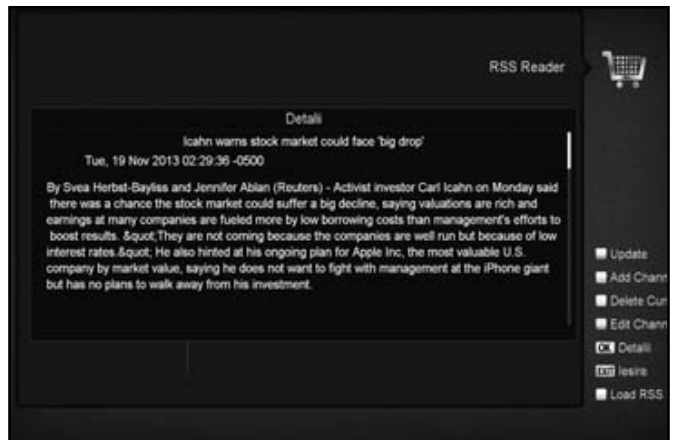 RSS Reader
Detalii
Icahn warns stock market could face 'big drop'
Tue, 19 Nov 2013 02:29:36 -0500
By Svea Herbst-Bayliss and Jennifer Ablan (Reuters) - Activist investor Carl Icahn on Monday said
there was a chance the stock market could suffer a big decline, saying valuations are rich and
earnings at many companies are fueled more by low borrowing costs than management's efforts to
boost results. &quot;They are not coming because the companies are well run but because of low
interest rates.&quot; He also hinted at his ongoing plan for Apple Inc, the most valuable U.S.
company by market value, saying he does not want to fight with management at the iPhone giant
but has no plans to walk away from his investment.
Update
Add Chann
Delete Cur
Edit Chann
OK Detalii
EXIT Iesire
Load RSS